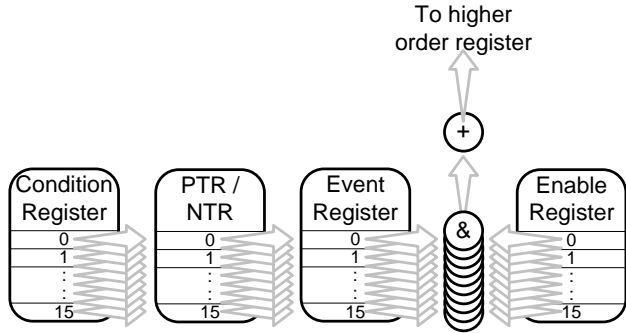 To higher
order register
+
Condition
Register
0
1
:
:
15
PTR /
NTR
0
1
:
:
15
Event
Register
0
1
:
:
15
&
Enable
Register
0
1
:
:
15